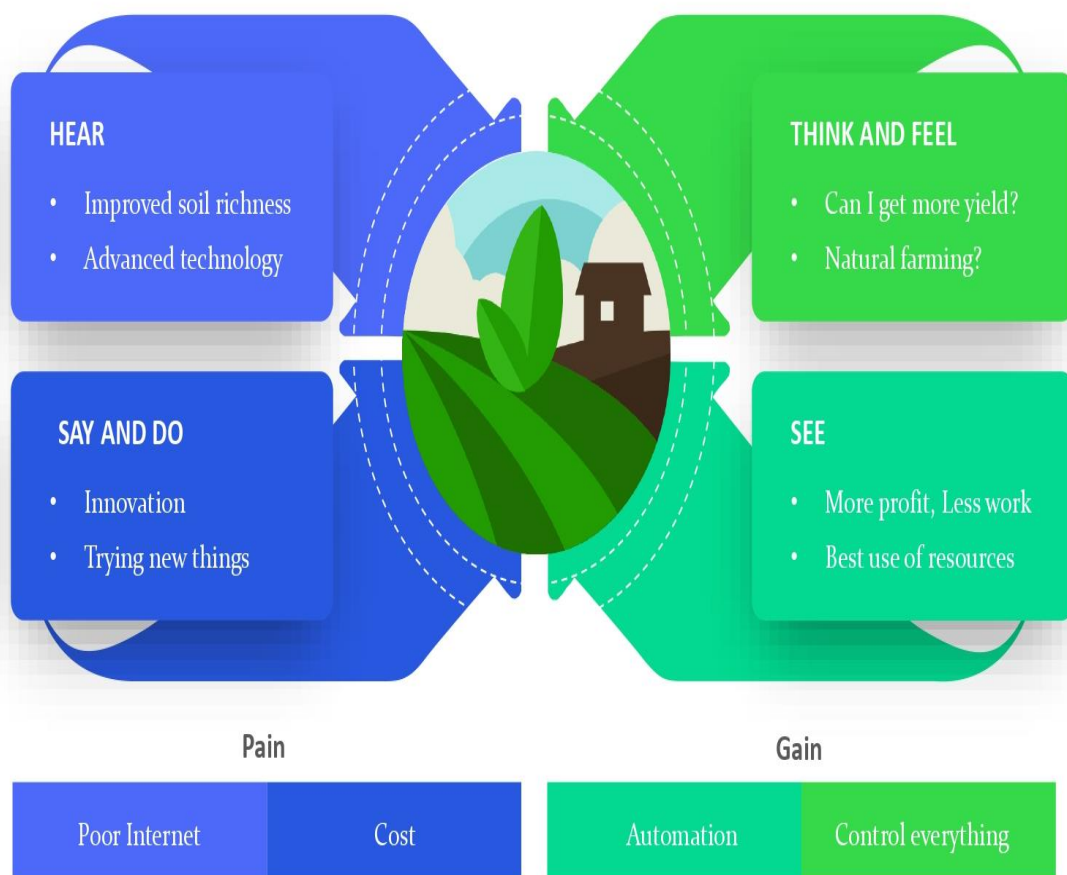 HEAR
• Improved soil richness
• Advanced technology
THINK AND FEEL
• Can I get more yield?
• Natural farming?
SAY AND DO
• Innovation
• Trying new things
SEE
• More profit, Less work
• Best use of resources
Pain
Poor Internet
Cost
Gain
Automation
Control everything